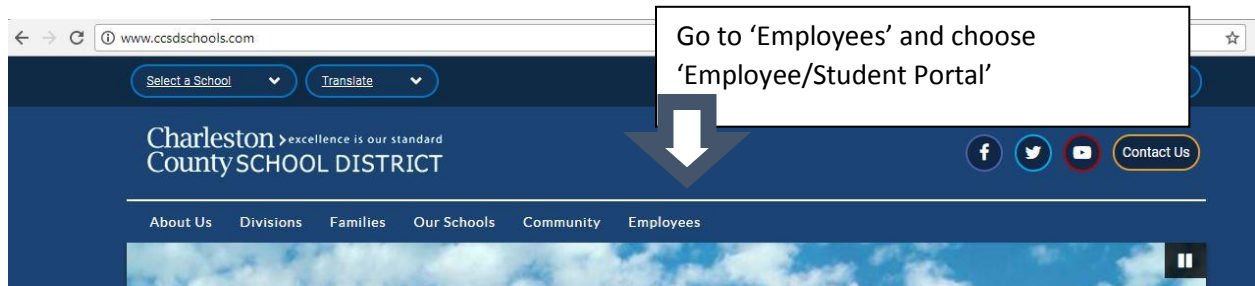 www.ccsdschools.com
Go to ‘Employees’ and choose
‘Employee/Student Portal’
Select a School
Translate
Charleston excellence is our standard
County SCHOOL DISTRICT
Contact Us
About Us Divisions Families Our Schools Community Employees